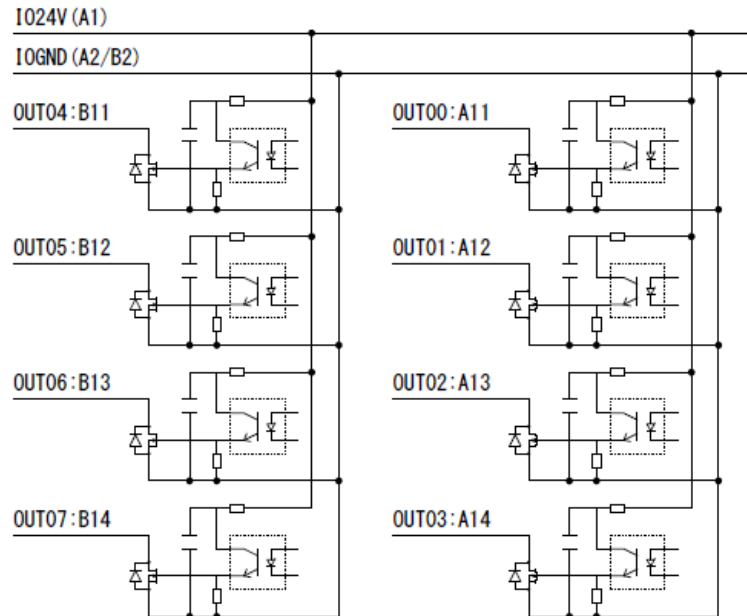 IO24V(A1)
IOGND(A2/B2)
OUT04:B11
OUT00:A11
OUT05:B12
OUT01:A12
OUT06:B13
OUT02:A13
OUT07:B14
OUT03:A14